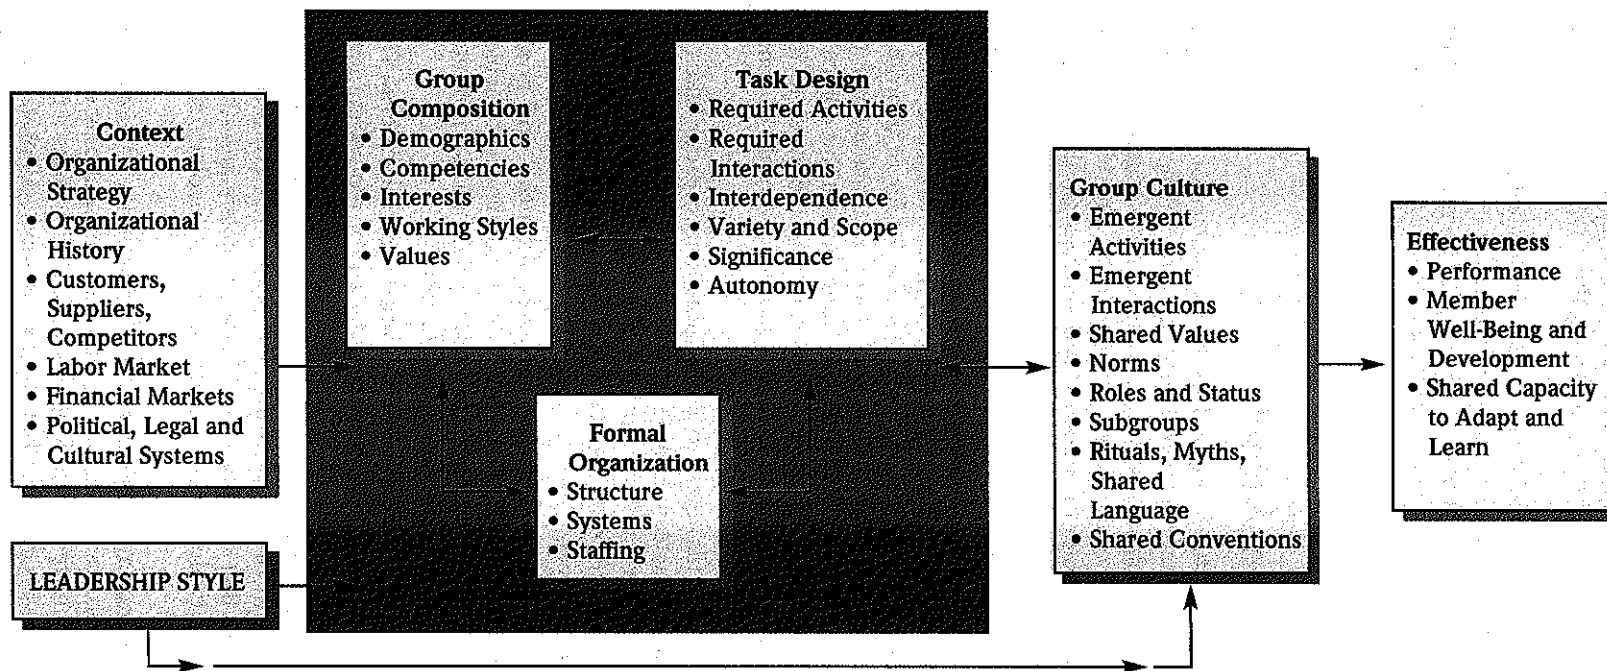 Context
• Organizational
Strategy
• Organizational
History
• Customers,
Suppliers,
Competitors
• Labor Market
• Financial Markets
• Political, Legal and
Cultural Systems
LEADERSHIP STYLE
Group
Composition
• Demographics
• Competencies
• Interests
• Working Styles
• Values
Task Design
• Required Activities
• Required
Interactions
• Interdependence
• Variety and Scope
• Significance
• Autonomy
Formal
Organization
• Structure
• Systems
• Staffing
Group Culture
• Emergent
Activities
• Emergent
Interactions
• Shared Values
• Norms
• Roles and Status
• Subgroups
• Rituals, Myths,
Shared
Language
• Shared Conventions
Effectiveness
• Performance
• Member
Well-Being and
Development
• Shared Capacity
to Adapt and
Learn